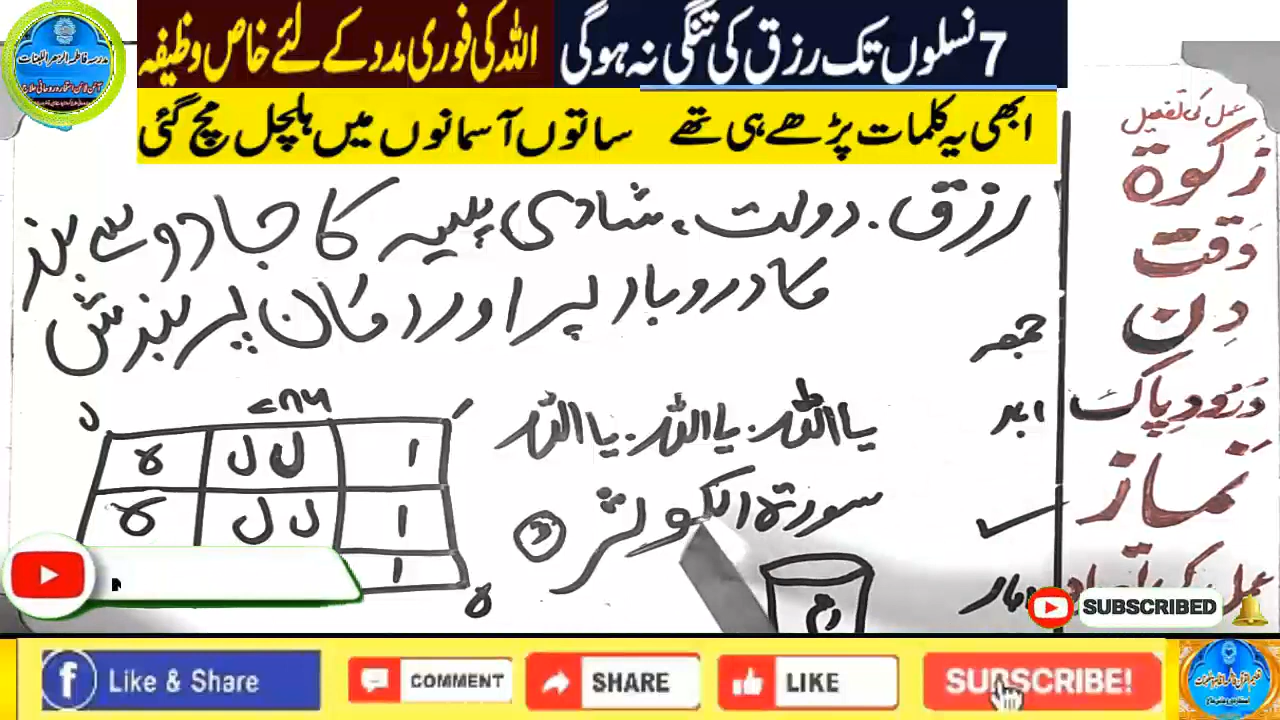 7 نسلوں تک رزق کی تنگی نہ ہوگی
اللہ کی فوری مدد کے لئے خاص وظیفہ
ابھی یہ کلمات پڑھے ہی تھے
ساتوں آسمانوں میں ہلچل مچ گئی
رزق. دولت، شادی پیسہ کا جادو سے بند
کاروبار پر اور دکان پر بندش
یا اللہ. یا اللہ. یا اللہ
سورۃ الکوثر ③
دم
ا
ل ل
ہ
ا
ل ل
ہ
ا
ل
ہ
عمل کی تفصیل
زکوۃ
وقت
دن
درود پاک
نماز
SUBSCRIBED
Like & Share
COMMENT
SHARE
LIKE
SUBSCRIBE!